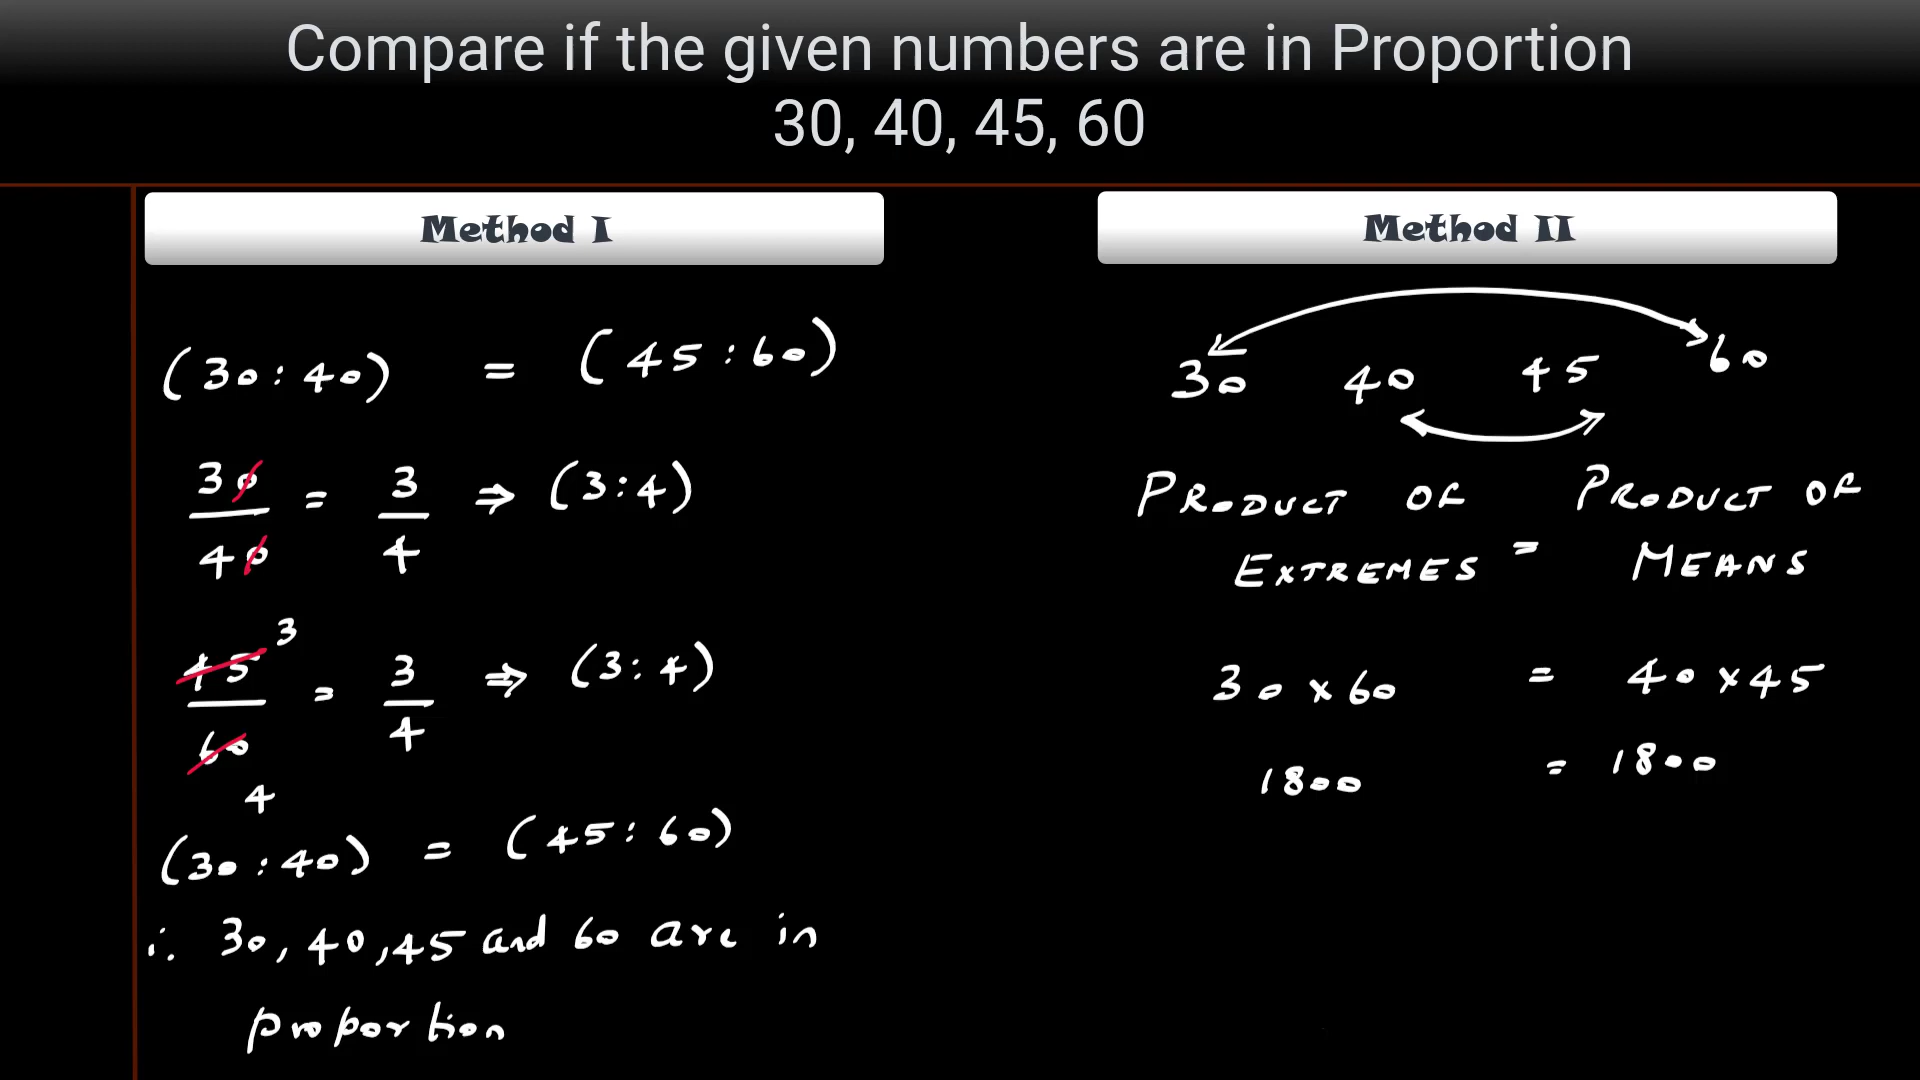 Compare if the given numbers are in Proportion
30, 40, 45, 60
Method I
(30:40) = (45:60)
30/40 = 3/4 ⇒ (3:4)
45/60 3 4 = 3/4 ⇒ (3:4)
(30:40) = (45:60)
∴ 30, 40, 45 and 60 are in
proportion
Method II
30 40 45 60
PRODUCT OF EXTREMES = PRODUCT OF MEANS
30 × 60 = 40 × 45
1800 = 1800